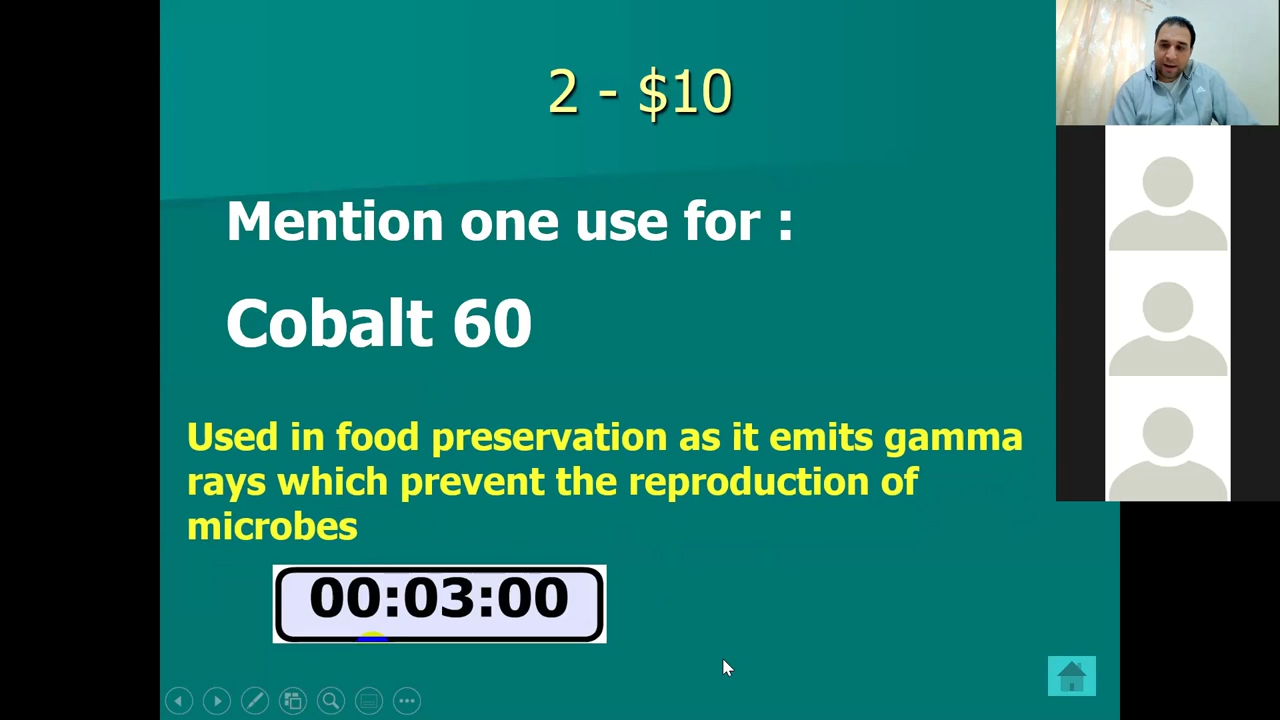 2 - $10
Mention one use for :
Cobalt 60
Used in food preservation as it emits gamma
rays which prevent the reproduction of
microbes
00:03:00